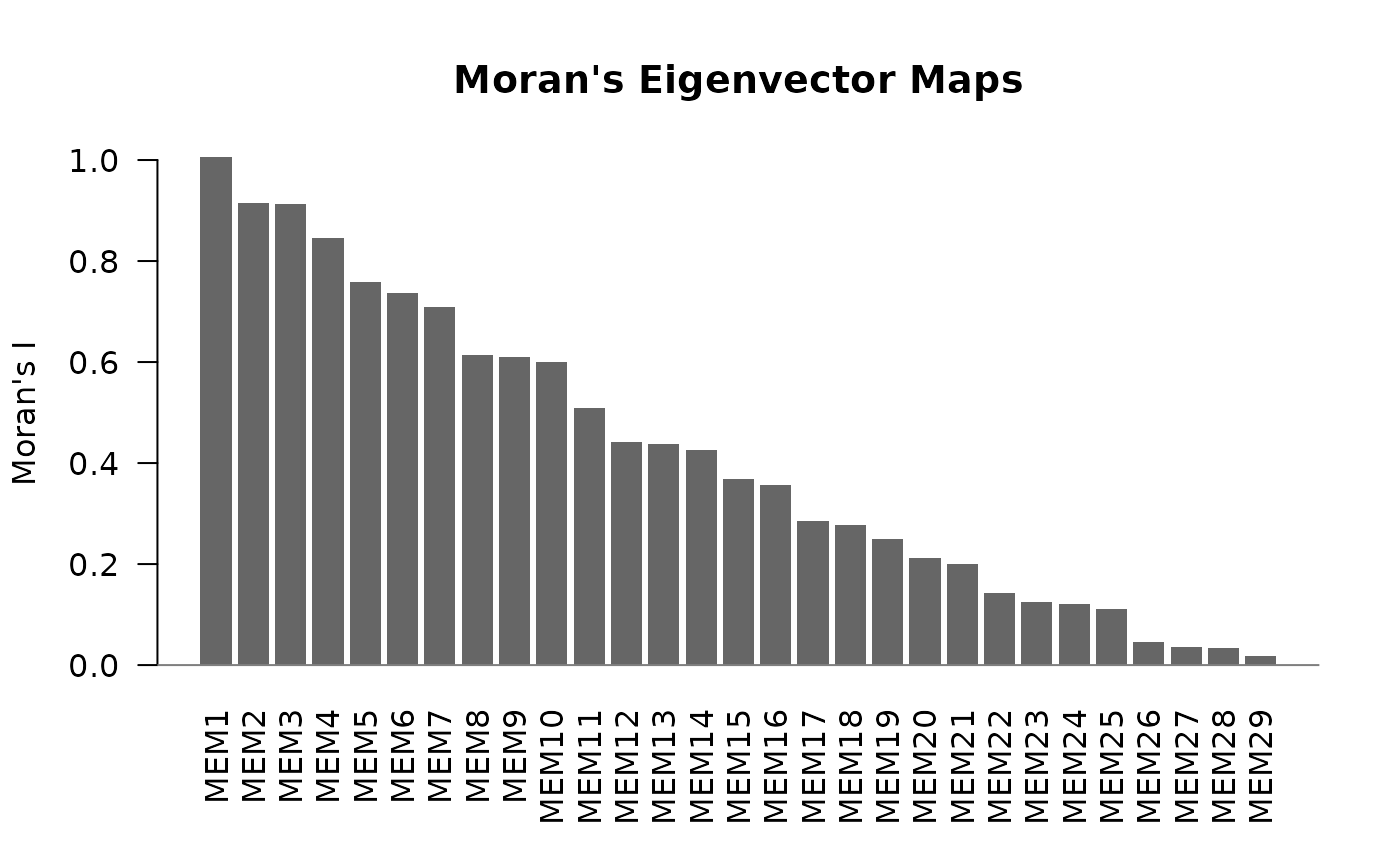 Moran's Eigenvector Maps
Moran's I
1.0
0.8
0.6
0.4
0.2
0.0
MEM1
MEM2
MEM3
MEM4
MEM5
MEM6
MEM7
MEM8
MEM9
MEM10
MEM11
MEM12
MEM13
MEM14
MEM15
MEM16
MEM17
MEM18
MEM19
MEM20
MEM21
MEM22
MEM23
MEM24
MEM25
MEM26
MEM27
MEM28
MEM29